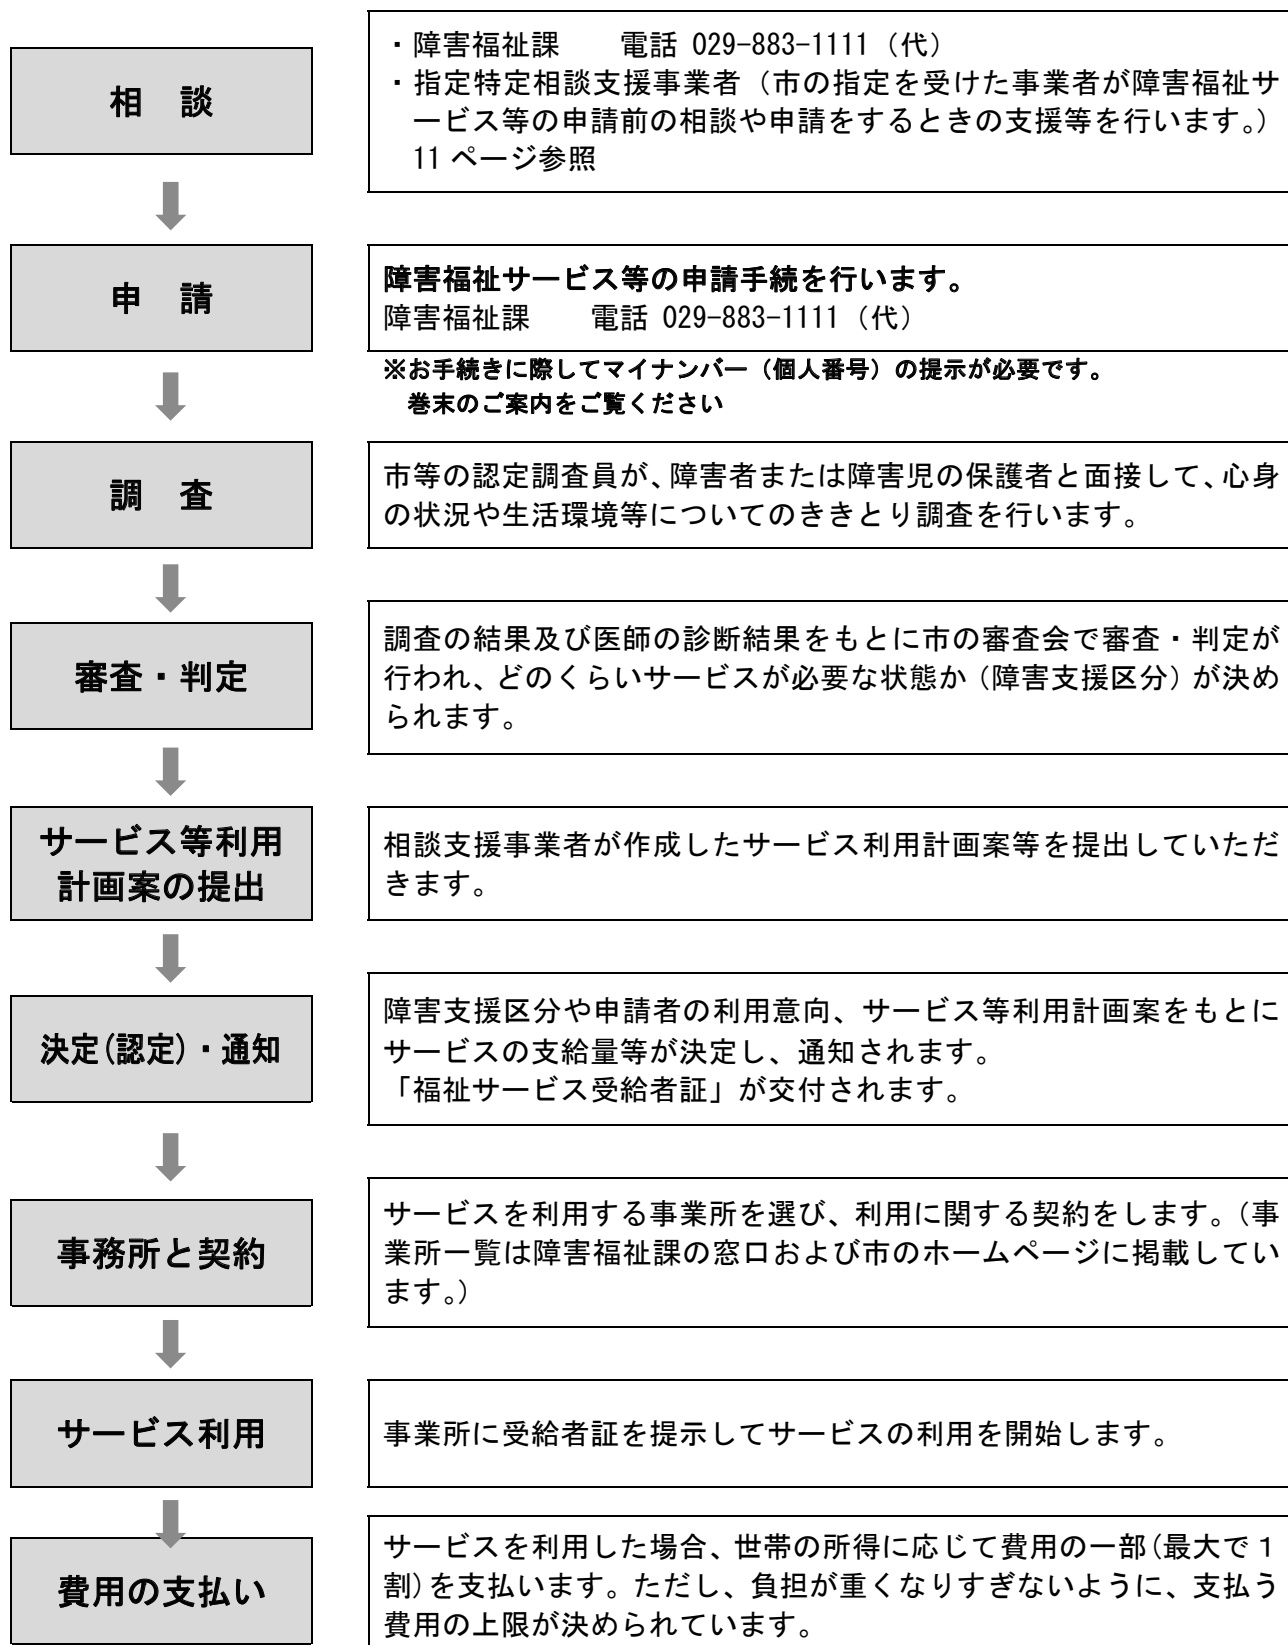 相　談
・障害福祉課　　電話 029-883-1111（代）
・指定特定相談支援事業者（市の指定を受けた事業者が障害福祉サ
ービス等の申請前の相談や申請をするときの支援等を行います。）
11 ページ参照
申　請
障害福祉サービス等の申請手続を行います。
障害福祉課　　電話 029-883-1111（代）
※お手続きに際してマイナンバー（個人番号）の提示が必要です。
巻末のご案内をご覧ください
調　査
市等の認定調査員が、障害者または障害児の保護者と面接して、心身
の状況や生活環境等についてのききとり調査を行います。
審査・判定
調査の結果及び医師の診断結果をもとに市の審査会で審査・判定が
行われ、どのくらいサービスが必要な状態か（障害支援区分）が決め
られます。
サービス等利用
計画案の提出
相談支援事業者が作成したサービス利用計画案等を提出していただ
きます。
決定(認定)・通知
障害支援区分や申請者の利用意向、サービス等利用計画案をもとに
サービスの支給量等が決定し、通知されます。
「福祉サービス受給者証」が交付されます。
事務所と契約
サービスを利用する事業所を選び、利用に関する契約をします。（事
業所一覧は障害福祉課の窓口および市のホームページに掲載してい
ます。）
サービス利用
事業所に受給者証を提示してサービスの利用を開始します。
費用の支払い
サービスを利用した場合、世帯の所得に応じて費用の一部(最大で１
割)を支払います。ただし、負担が重くなりすぎないように、支払う
費用の上限が決められています。